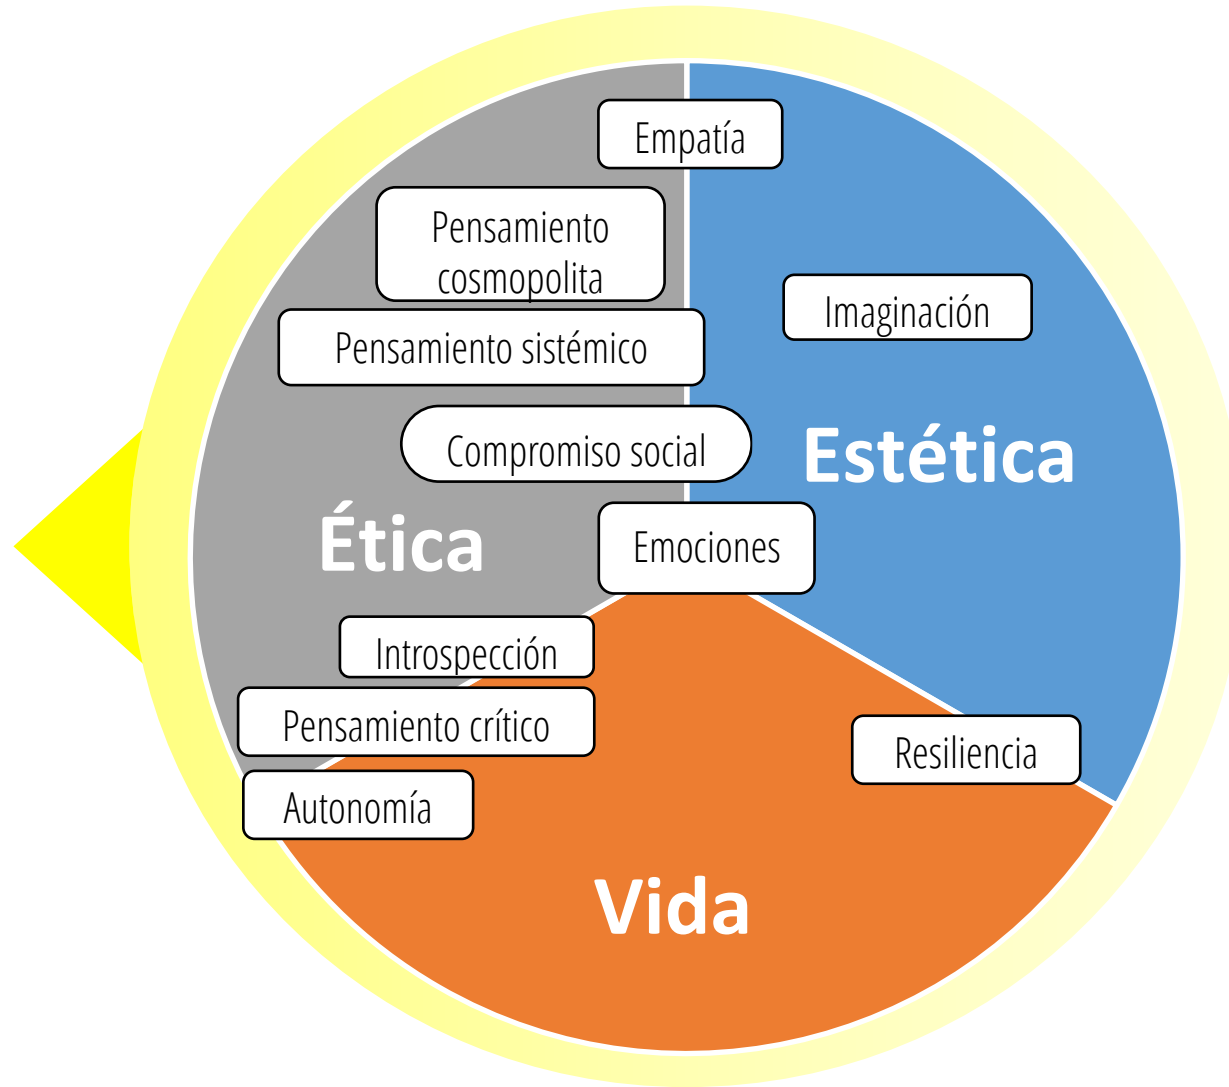 Empatía
Pensamiento
cosmopolita
Imaginación
Pensamiento sistémico
Compromiso social
Estética
Ética
Emociones
Introspección
Pensamiento crítico
Resiliencia
Autonomía
Vida